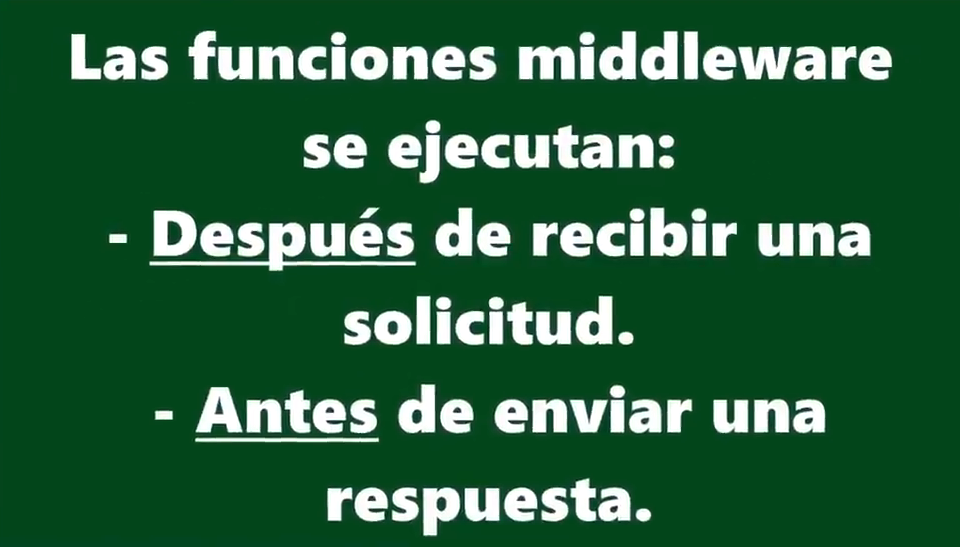 Las funciones middleware
se ejecutan:
- Después de recibir una
solicitud.
- Antes de enviar una
respuesta.